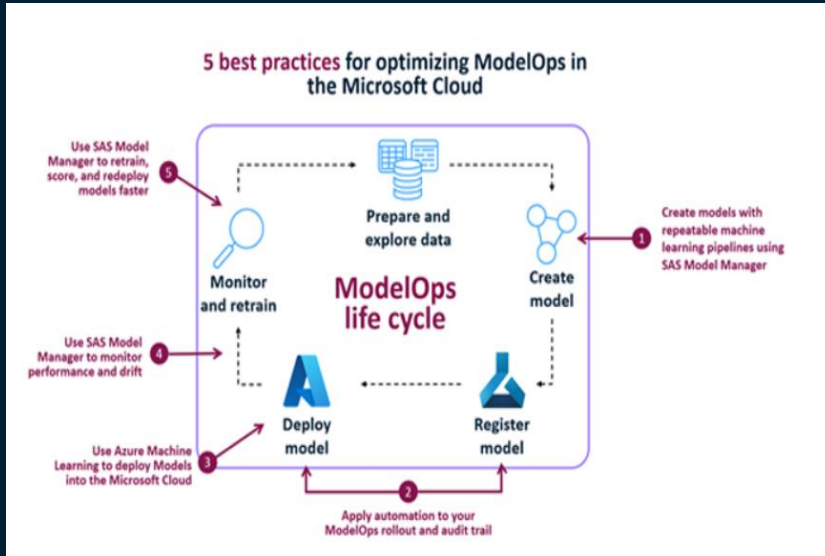 5 best practices for optimizing ModelOps in
the Microsoft Cloud
Use SAS Model
Manager to retrain,
score, and redeploy
models faster
5
Prepare and
explore data
1
Create models with
repeatable machine
learning pipelines using
SAS Model Manager
Create
model
Monitor
and retrain
ModelOps
life cycle
Use SAS Model
Manager to monitor
performance and drift
4
Deploy
model
Register
model
Use Azure Machine
Learning to deploy Models
into the Microsoft Cloud
3
2
Apply automation to your
ModelOps rollout and audit trail